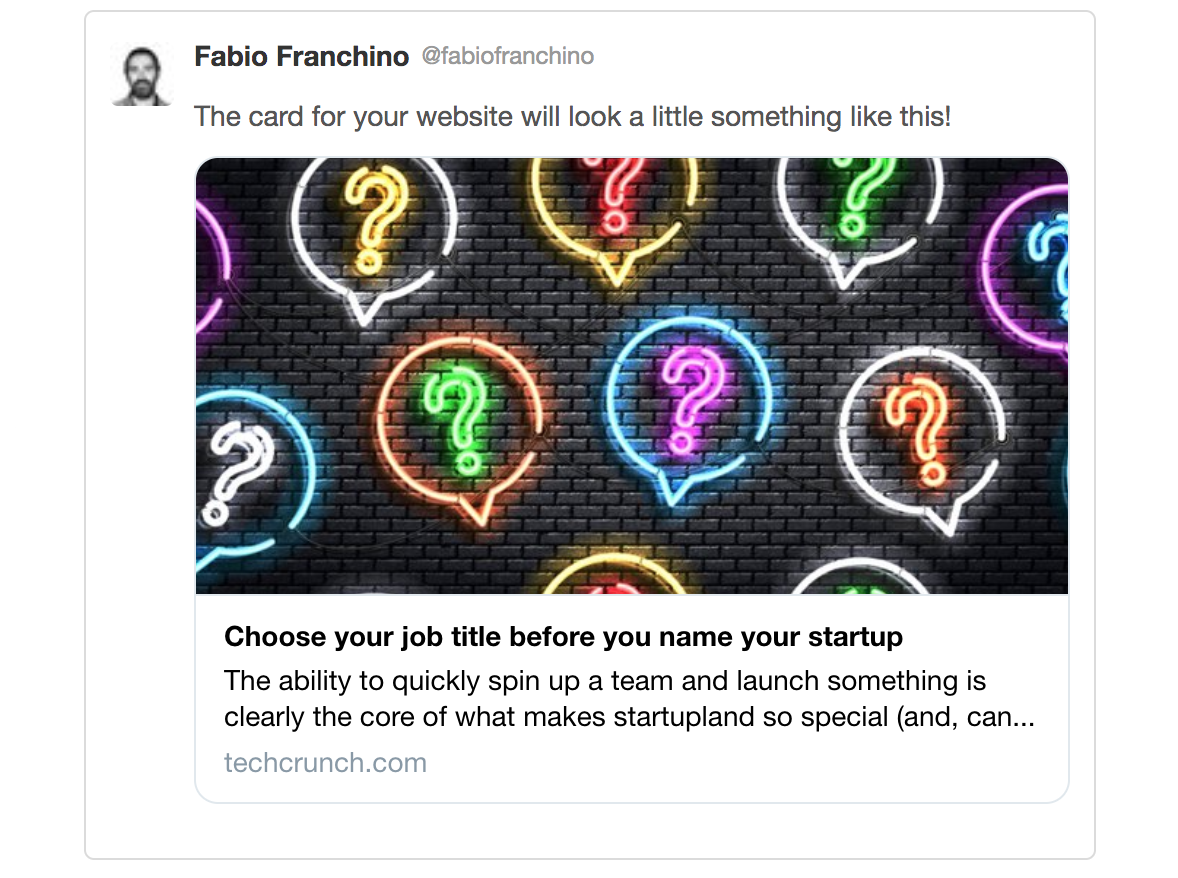 Fabio Franchino @fabiofranchino
The card for your website will look a little something like this!
? ? ? ?
? ? ? ?
? ?
Choose your job title before you name your startup
The ability to quickly spin up a team and launch something is
clearly the core of what makes startupland so special (and, can...
techcrunch.com